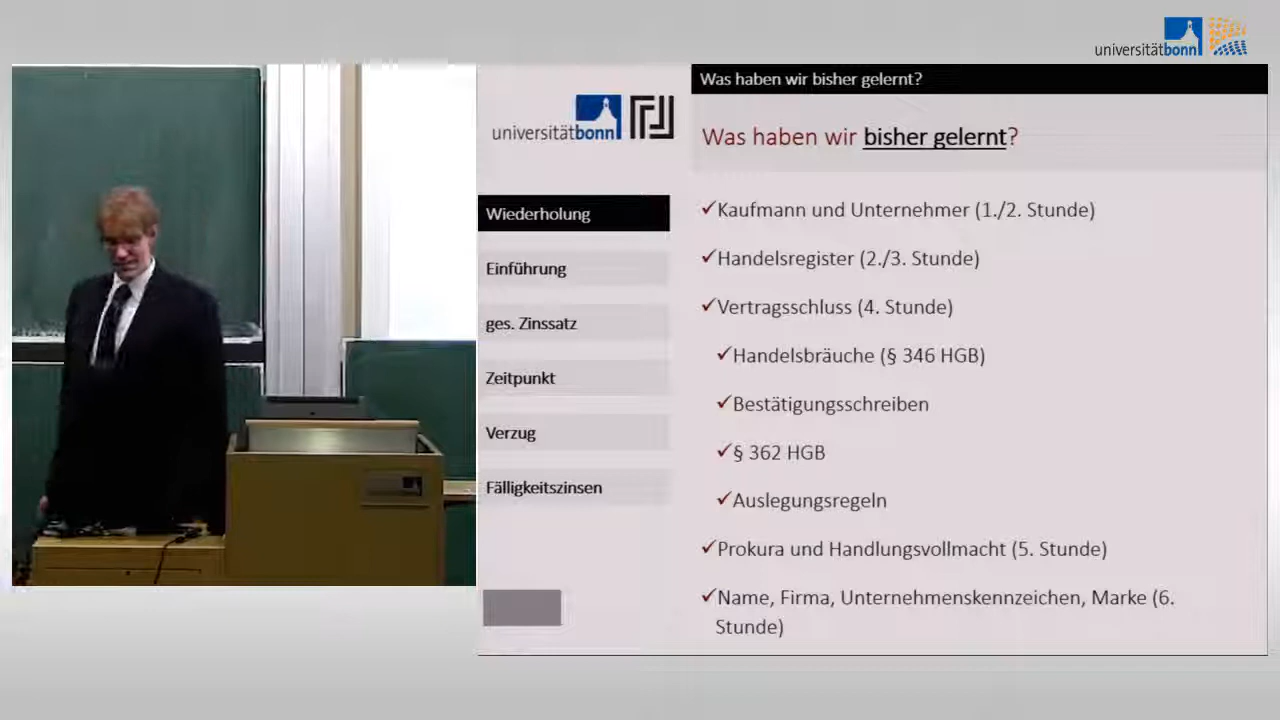 universitätbonn
Was haben wir bisher gelernt?
universitätbonn
Was haben wir bisher gelernt?
Wiederholung
Einführung
ges. Zinssatz
Zeitpunkt
Verzug
Fälligkeitszinsen
✓Kaufmann und Unternehmer (1./2. Stunde)
✓Handelsregister (2./3. Stunde)
✓Vertragsschluss (4. Stunde)
✓Handelsbräuche (§ 346 HGB)
✓Bestätigungsschreiben
✓§ 362 HGB
✓Auslegungsregeln
✓Prokura und Handlungsvollmacht (5. Stunde)
✓Name, Firma, Unternehmenskennzeichen, Marke (6.
Stunde)